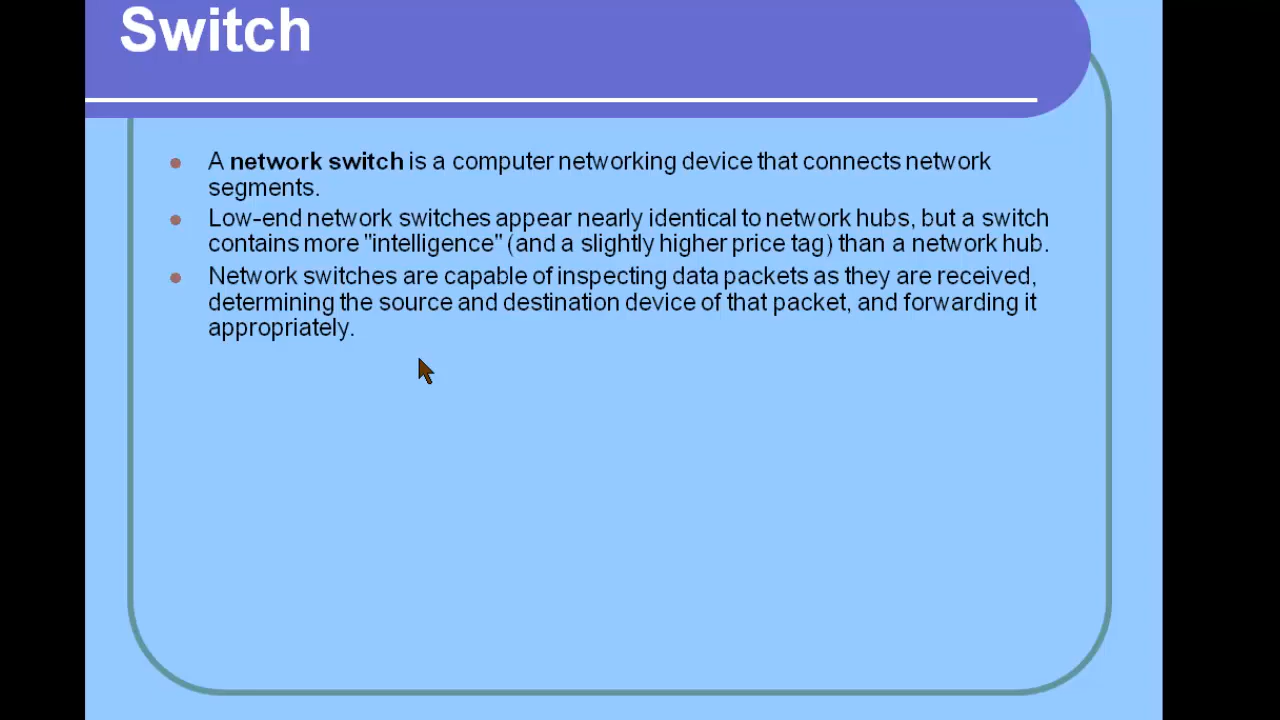 Switch
A network switch is a computer networking device that connects network
segments.
Low-end network switches appear nearly identical to network hubs, but a switch
contains more "intelligence" (and a slightly higher price tag) than a network hub.
Network switches are capable of inspecting data packets as they are received,
determining the source and destination device of that packet, and forwarding it
appropriately.